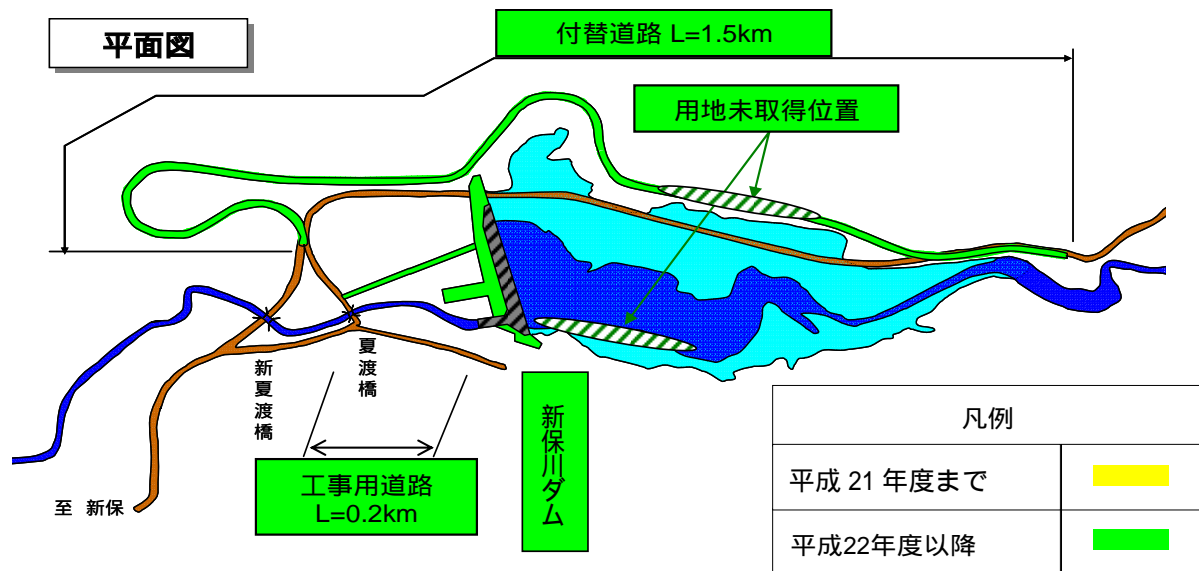 平面図
付替道路 L=1.5km
用地未取得位置
新夏渡橋
夏渡橋
工事用道路
L=0.2km
新保川ダム
至 新保
凡例
平成 21 年度まで
平成22年度以降